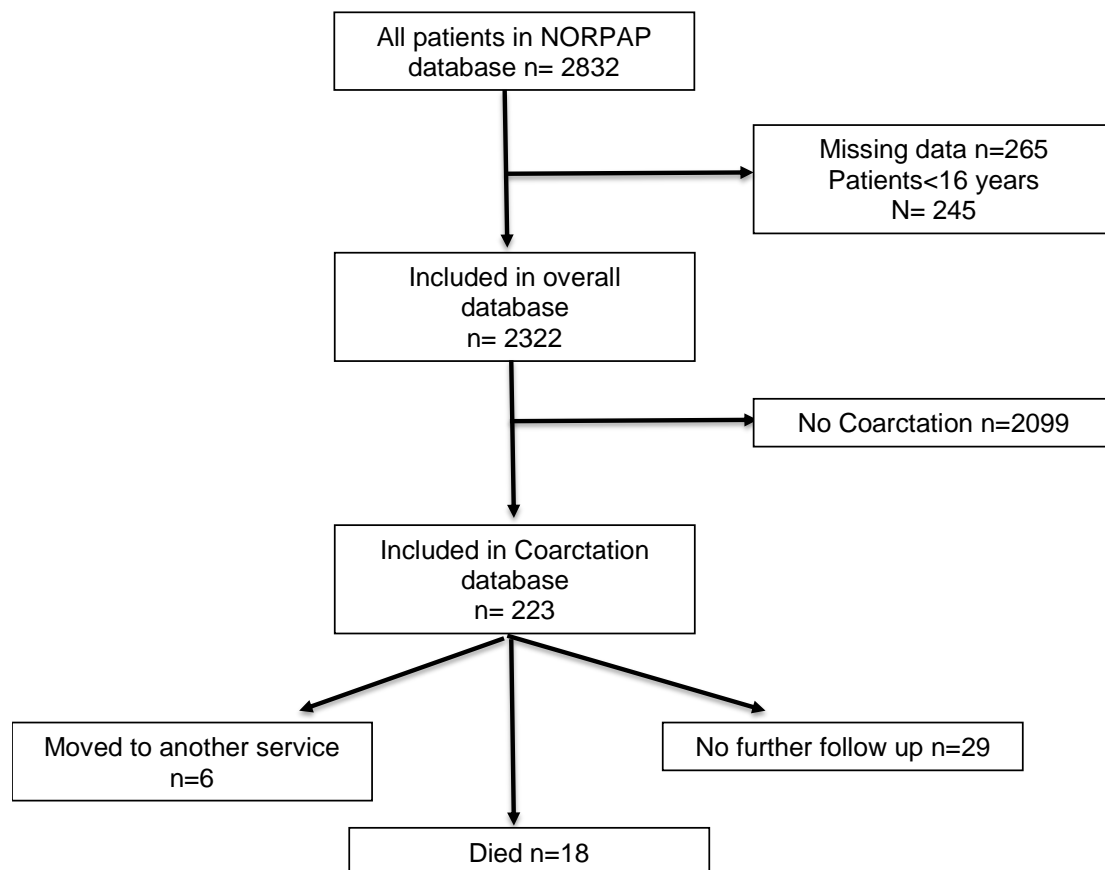 All patients in NORPAP
database n= 2832
Missing data n=265
Patients<16 years
N= 245
Included in overall
database
n= 2322
No Coarctation n=2099
Included in Coarctation
database
n= 223
Moved to another service
n=6
No further follow up n=29
Died n=18